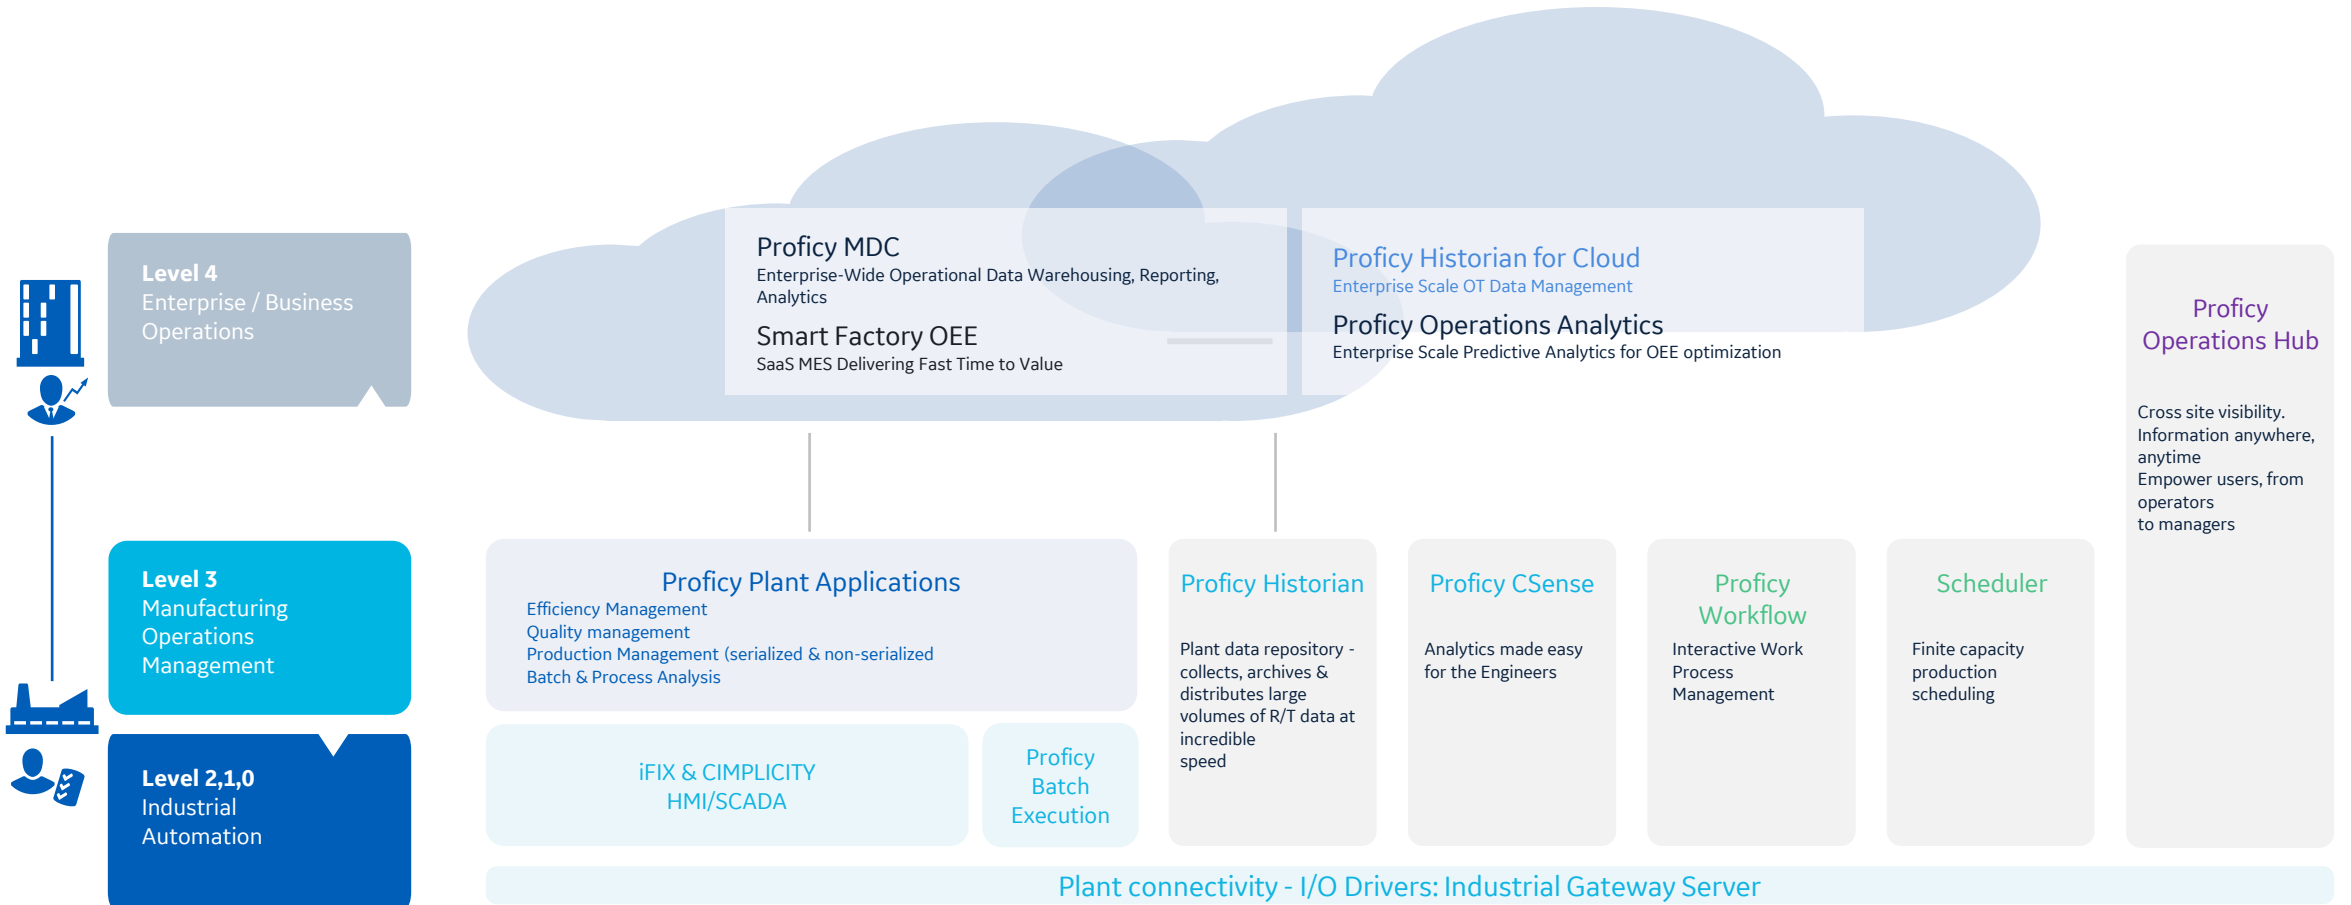 Level 4
Enterprise / Business
Operations
Proficy MDC
Enterprise-Wide Operational Data Warehousing, Reporting,
Analytics
Smart Factory OEE
SaaS MES Delivering Fast Time to Value
Proficy Historian for Cloud
Enterprise Scale OT Data Management
Proficy Operations Analytics
Enterprise Scale Predictive Analytics for OEE optimization
Proficy
Operations Hub
Cross site visibility.
Information anywhere,
anytime
Empower users, from
operators
to managers
Level 3
Manufacturing
Operations
Management
Proficy Plant Applications
Efficiency Management
Quality management
Production Management (serialized & non-serialized
Batch & Process Analysis
Proficy Historian
Plant data repository -
collects, archives &
distributes large
volumes of R/T data at
incredible
speed
Proficy CSense
Analytics made easy
for the Engineers
Proficy
Workflow
Interactive Work
Process
Management
Scheduler
Finite capacity
production
scheduling
Level 2,1,0
Industrial
Automation
iFIX & CIMPLICITY
HMI/SCADA
Proficy
Batch
Execution
Plant connectivity - I/O Drivers: Industrial Gateway Server